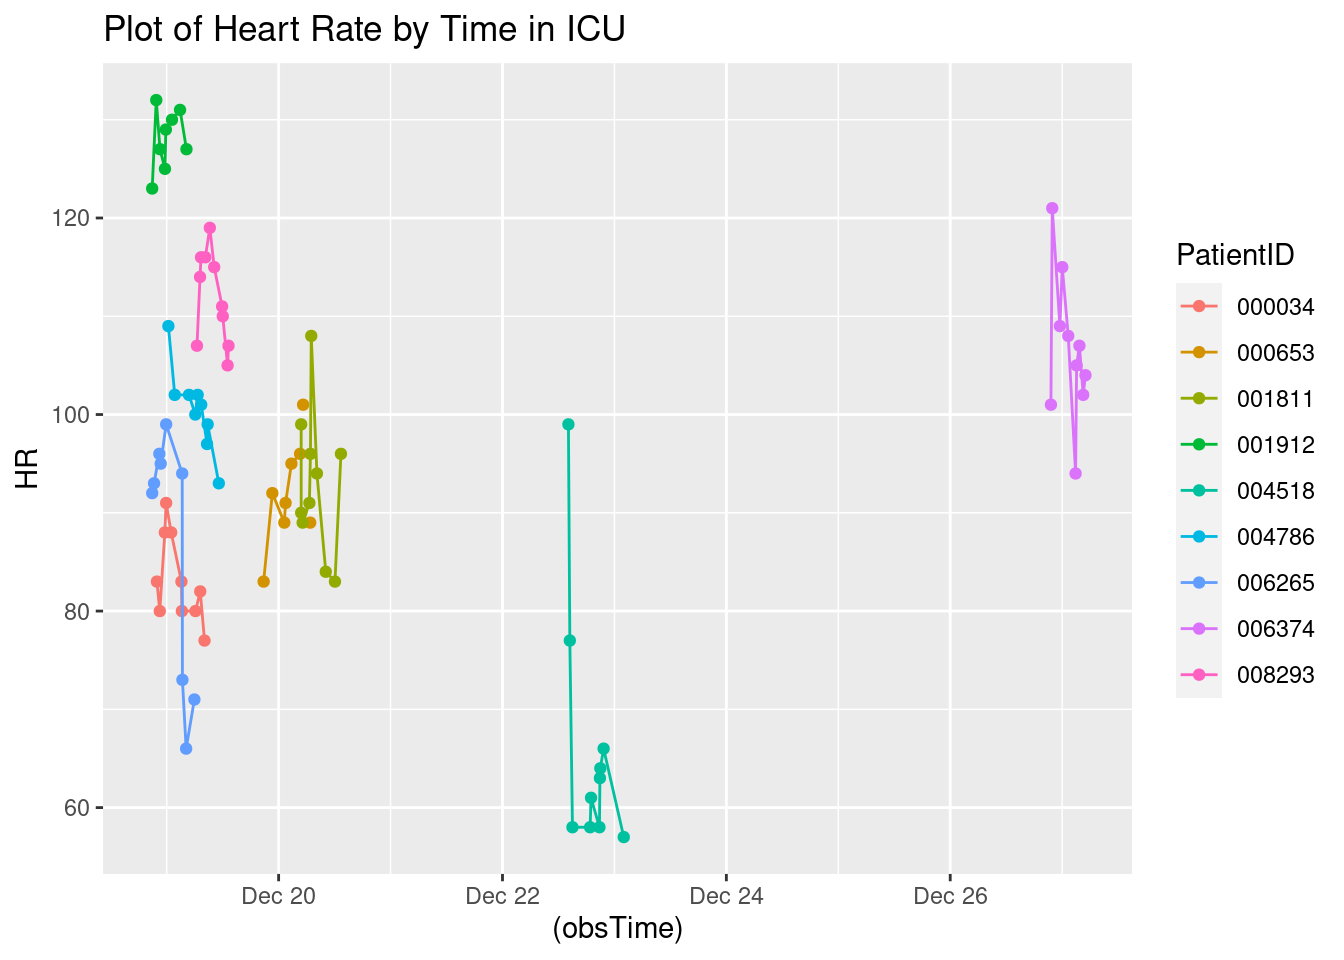 Plot of Heart Rate by Time in ICU
HR
120
100
80
60
Dec 20 Dec 22 Dec 24 Dec 26
(obsTime)
PatientID
000034
000653
001811
001912
004518
004786
006265
006374
008293